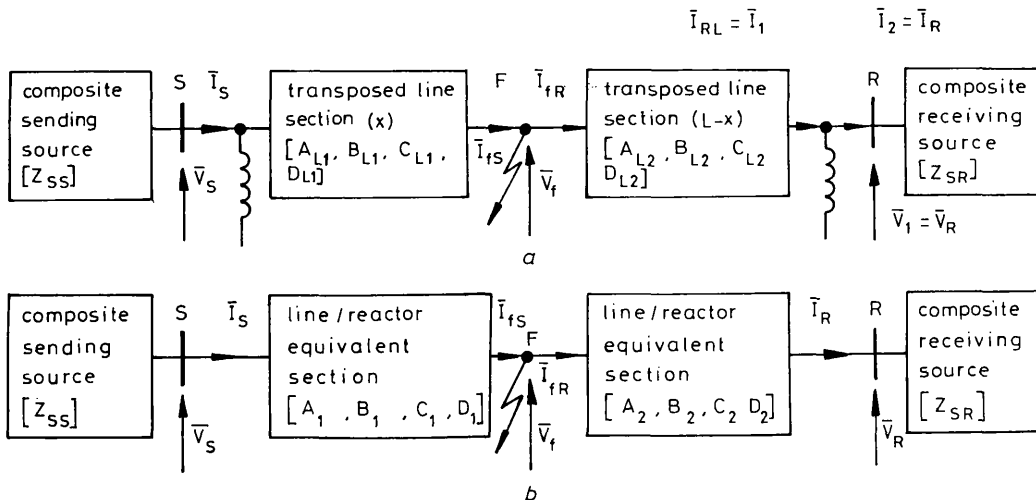 Ī_RL = Ī_1    Ī_2 = Ī_R
composite
sending
source
[Z_SS]
S
Ī_S
V̄_S
transposed line
section (x)
[A_L1, B_L1, C_L1,
D_L1]
F
Ī_fR
Ī_fS
V̄_f
transposed line
section (L-x)
[A_L2, B_L2, C_L2
D_L2]
R
V̄_1 = V̄_R
composite
receiving
source
[Z_SR]
a
composite
sending
source
[Z_SS]
S
Ī_S
V̄_S
line/reactor
equivalent
section
[A_1, B_1, C_1, D_1]
Ī_fS
F
Ī_fR
V̄_f
line/reactor
equivalent
section
[A_2, B_2, C_2 D_2]
Ī_R
R
V̄_R
composite
receiving
source
[Z_SR]
b